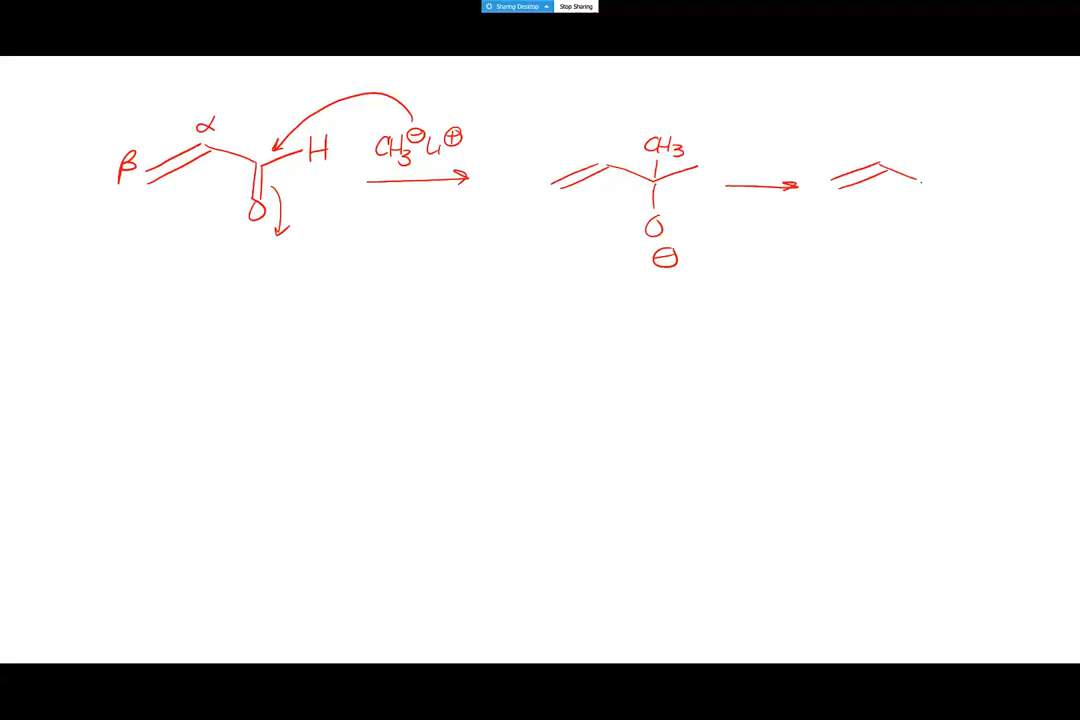 Sharing Desktop Stop Sharing
α
β
H
O
CH3⊖ Li⊕
CH3
O
⊖